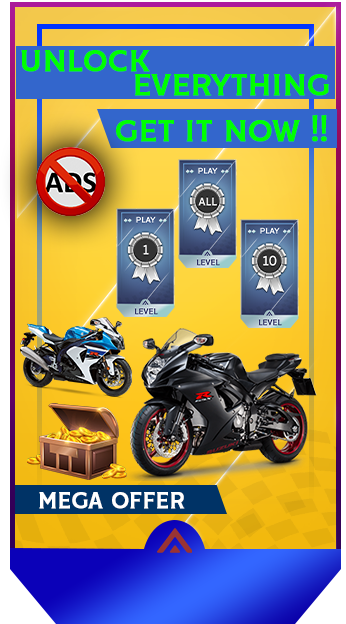 UNLOCK
EVERYTHING
GET IT NOW !!
ADS
PLAY
ALL
LEVEL
PLAY
1
LEVEL
PLAY
10
LEVEL
R
MEGA OFFER